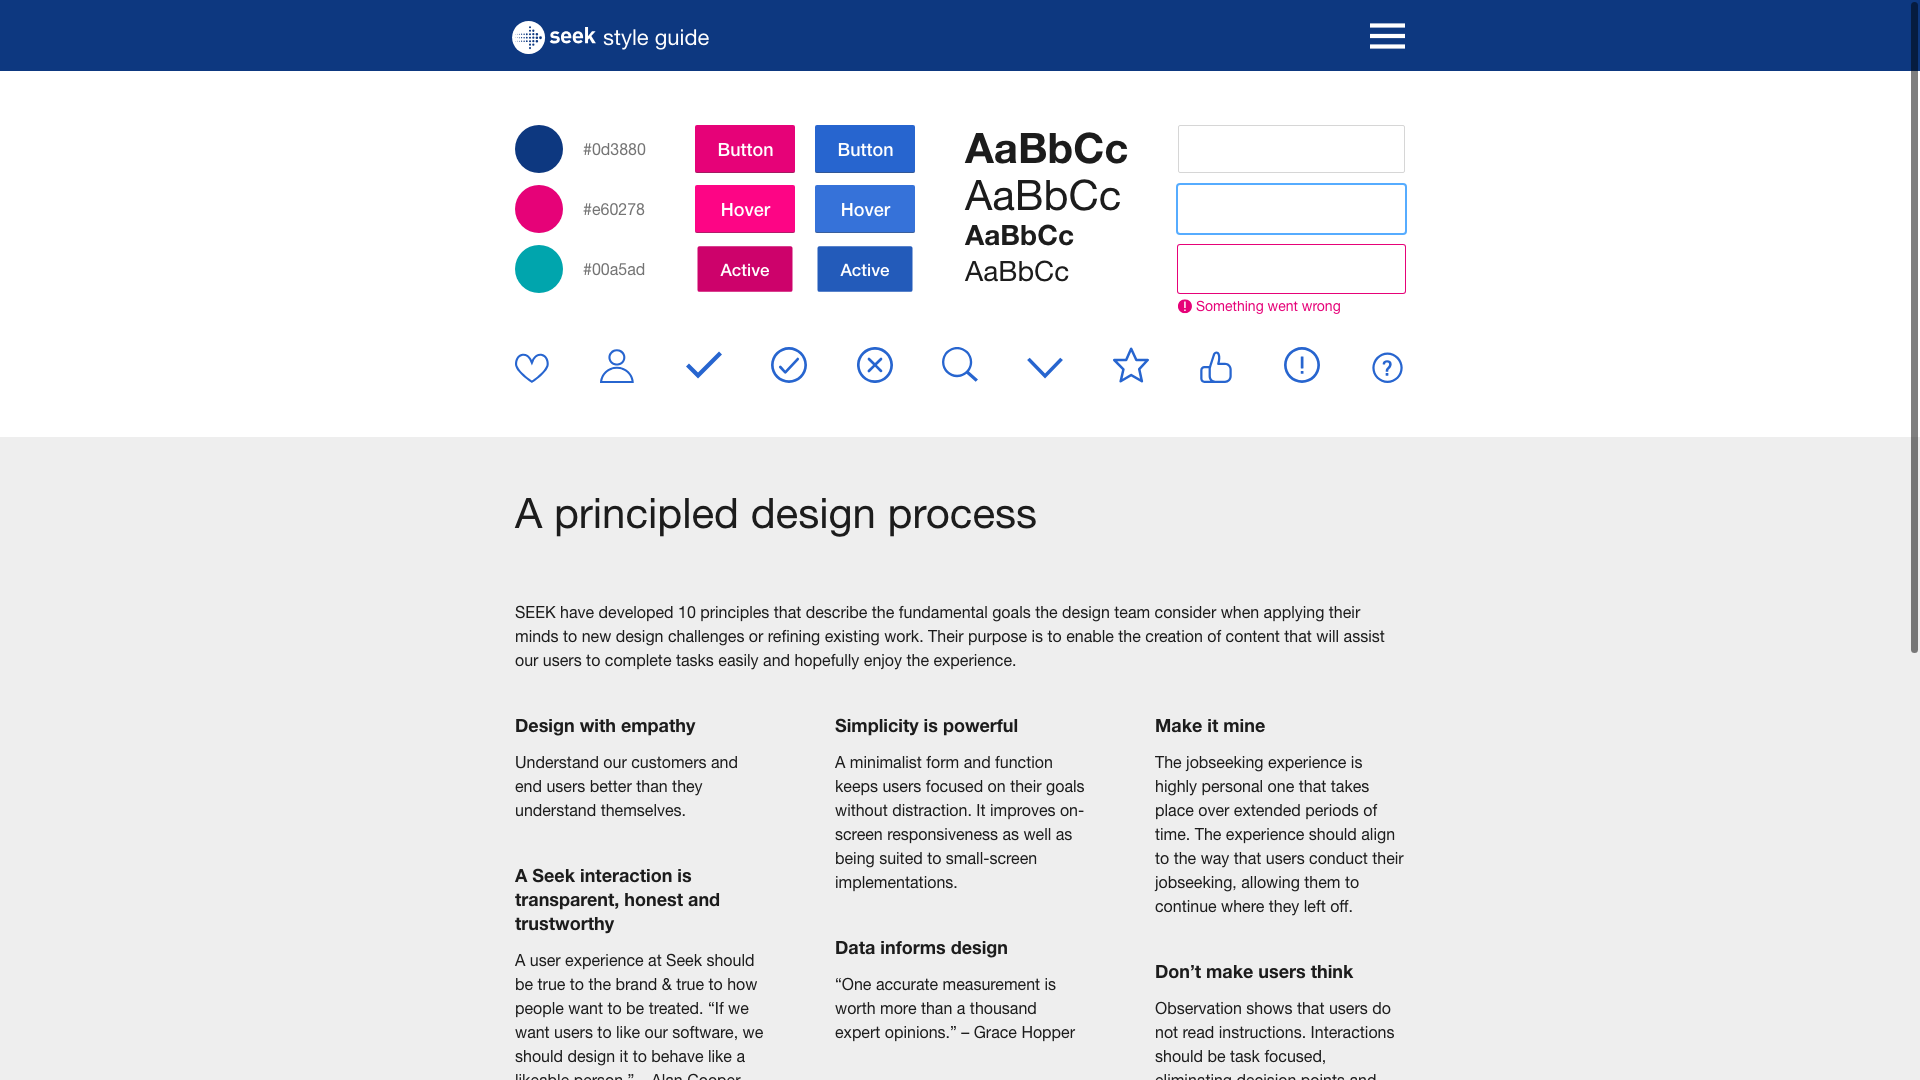 seek style guide
#0d3880
#e60278
#00a5ad
Button
Button
Hover
Hover
Active
Active
AaBbCc
AaBbCc
AaBbCc
AaBbCc
Something went wrong
A principled design process
SEEK have developed 10 principles that describe the fundamental goals the design team consider when applying their
minds to new design challenges or refining existing work. Their purpose is to enable the creation of content that will assist
our users to complete tasks easily and hopefully enjoy the experience.
Design with empathy
Understand our customers and
end users better than they
understand themselves.
A Seek interaction is
transparent, honest and
trustworthy
A user experience at Seek should
be true to the brand & true to how
people want to be treated. “If we
want users to like our software, we
should design it to behave like a
likeable person.” – Alan Cooper
Simplicity is powerful
A minimalist form and function
keeps users focused on their goals
without distraction. It improves on-
screen responsiveness as well as
being suited to small-screen
implementations.
Data informs design
“One accurate measurement is
worth more than a thousand
expert opinions.” – Grace Hopper
Make it mine
The jobseeking experience is
highly personal one that takes
place over extended periods of
time. The experience should align
to the way that users conduct their
jobseeking, allowing them to
continue where they left off.
Don’t make users think
Observation shows that users do
not read instructions. Interactions
should be task focused,
eliminating decision points and